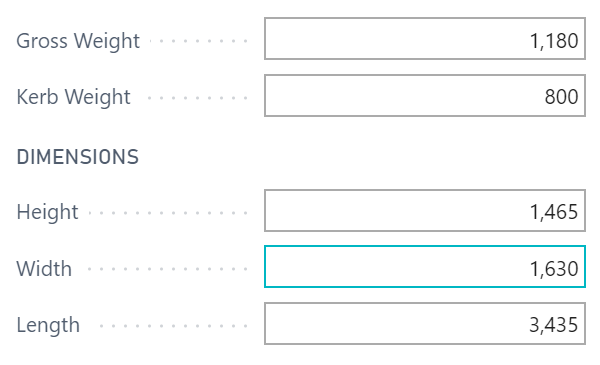 Gross Weight 1,180
Kerb Weight 800
DIMENSIONS
Height 1,465
Width 1,630
Length 3,435